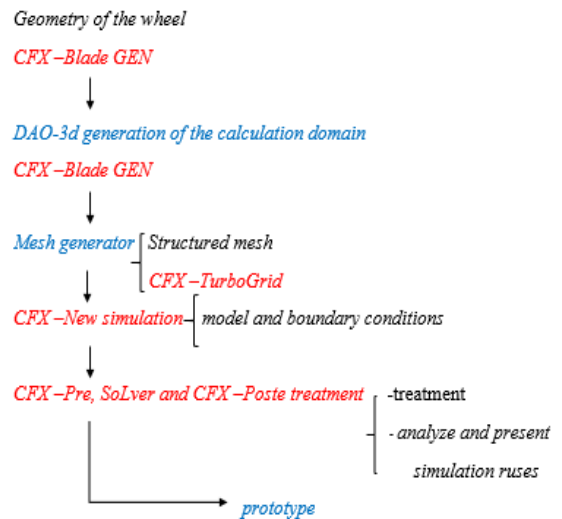 Geometry of the wheel
CFX –Blade GEN
DAO-3d generation of the calculation domain
CFX –Blade GEN
Mesh generator Structured mesh
CFX –TurboGrid
CFX –New simulation model and boundary conditions
CFX –Pre, SoLver and CFX –Poste treatment -treatment
- analyze and present
simulation ruses
prototype